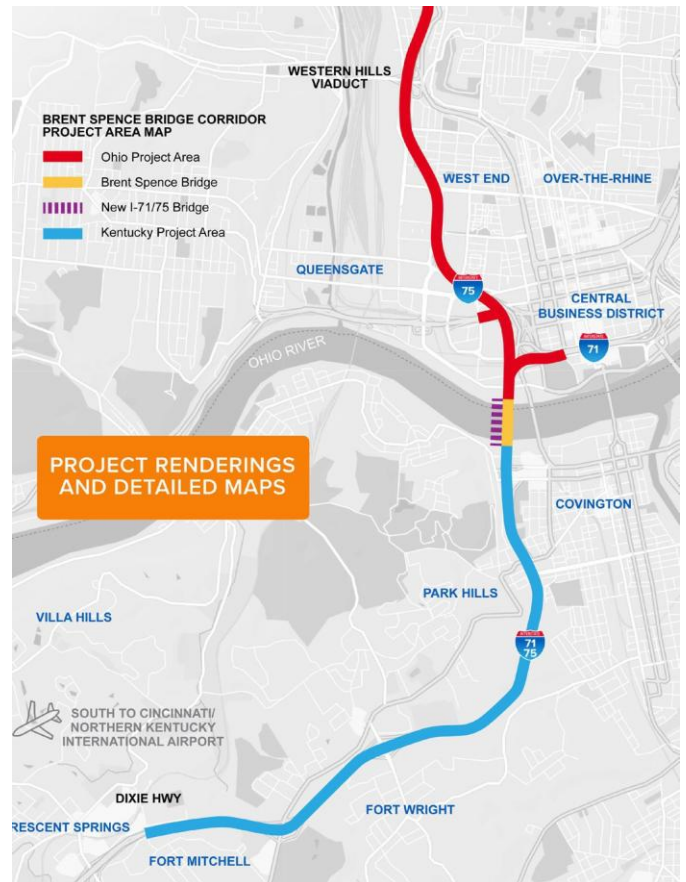 WESTERN HILLS
VIADUCT
BRENT SPENCE BRIDGE CORRIDOR
PROJECT AREA MAP
Ohio Project Area
Brent Spence Bridge
New I-71/75 Bridge
Kentucky Project Area
WEST END
OVER-THE-RHINE
QUEENSGATE
INTERSTATE
75
CENTRAL
BUSINESS DISTRICT
INTERSTATE
71
OHIO RIVER
PROJECT RENDERINGS
AND DETAILED MAPS
COVINGTON
PARK HILLS
VILLA HILLS
INTERSTATE
71
75
SOUTH TO CINCINNATI/
NORTHERN KENTUCKY
INTERNATIONAL AIRPORT
DIXIE HWY
FORT WRIGHT
RESCENT SPRINGS
FORT MITCHELL